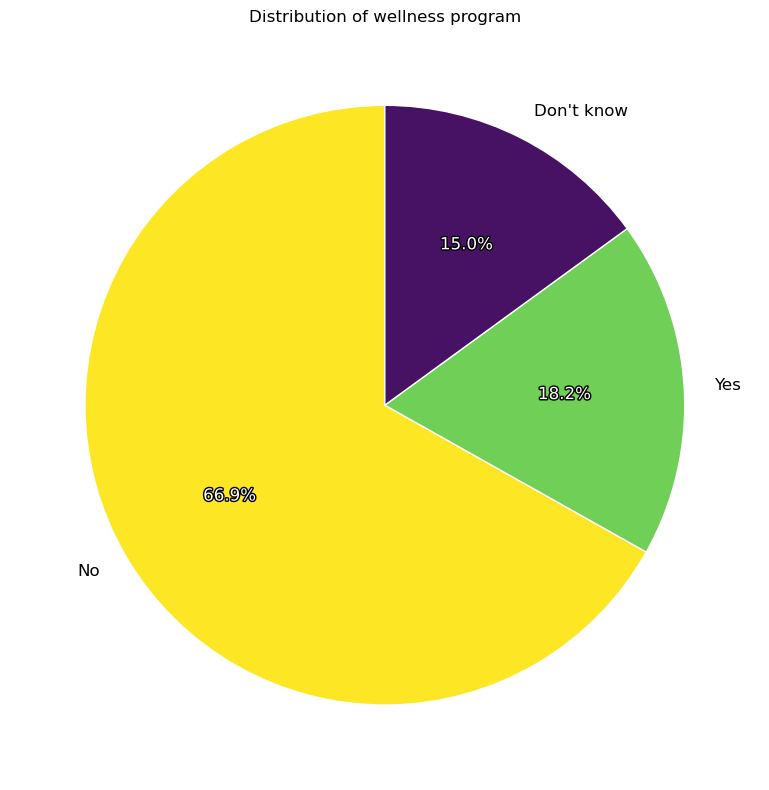 Distribution of wellness program
Don't know
15.0%
Yes
18.2%
66.9%
No